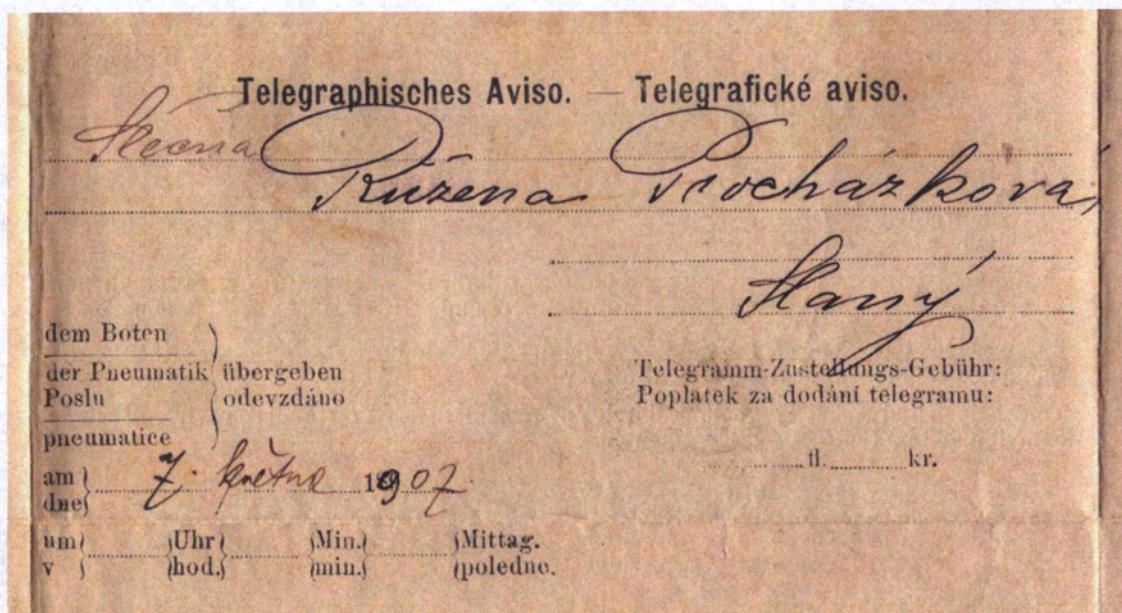 Telegraphisches Aviso. — Telegrafické aviso.
Slečna
Růžena Procházková,
Slaný
dem Boten
der Pneumatik übergeben
Poslu odevzdáno
pneumatice
Telegramm-Zustellungs-Gebühr:
Poplatek za dodání telegramu:
fl. kr.
am
dne 7. května 1907.
um Uhr Min. Mittag.
v hod. min. poledne.